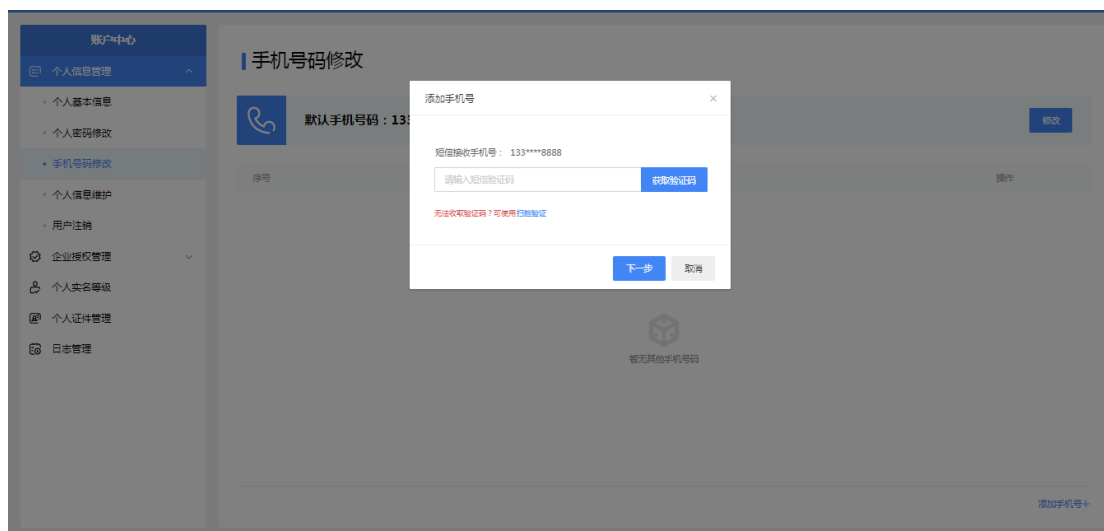 账户中心
个人信息管理
个人基本信息
个人密码修改
手机号码修改
个人信息维护
用户注销
企业授权管理
个人实名等级
个人证件管理
日志管理
手机号码修改
默认手机号码：133
修改
序号
操作
添加手机号
×
短信接收手机号： 133****8888
请输入短信验证码
获取验证码
无法收取验证码？可使用扫脸验证
下一步
取消
暂无其他手机号码
添加手机号+